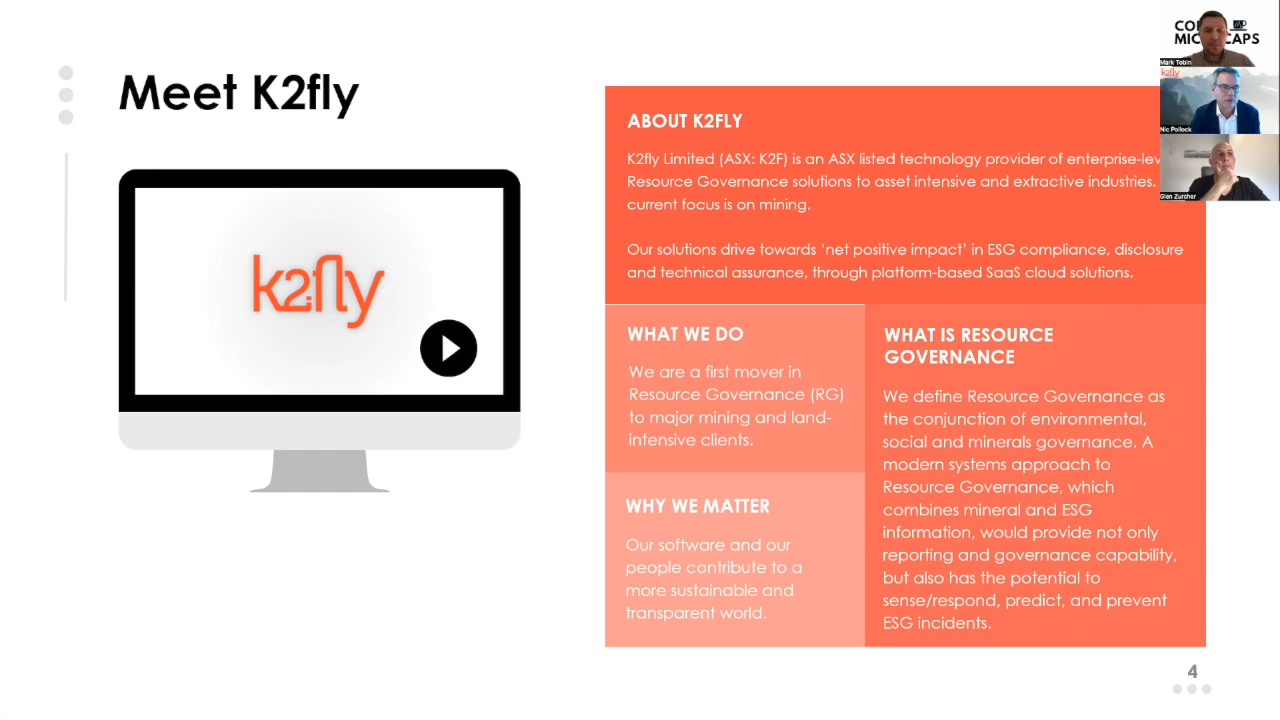 Meet K2fly
k2fly
ABOUT K2FLY
K2fly Limited (ASX: K2F) is an ASX listed technology provider of
Resource Governance solutions to asset intensive and extractive industries.
current focus is on mining.
Our solutions drive towards ‘net positive impact’ in ESG compliance, disclosure
and technical assurance, through platform-based SaaS cloud solutions.
WHAT WE DO
We are a first mover in
Resource Governance (RG)
to major mining and land-
intensive clients.
WHY WE MATTER
Our software and our
people contribute to a
more sustainable and
transparent world.
WHAT IS RESOURCE
GOVERNANCE
We define Resource Governance as
the conjunction of environmental,
social and minerals governance. A
modern systems approach to
Resource Governance, which
combines mineral and ESG
information, would provide not only
reporting and governance capability,
but also has the potential to
sense/respond, predict, and prevent
ESG incidents.
Mark Tobin
k2fly
Nic Pollock
Glen Zurcher
4